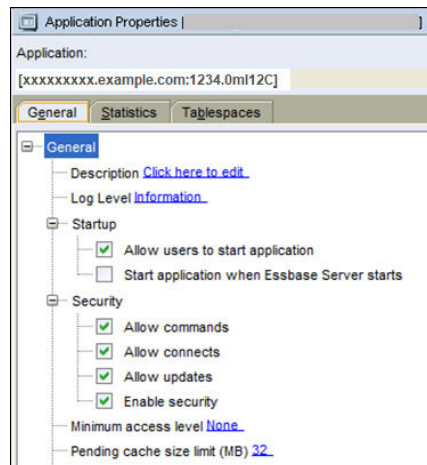 Application Properties [ ]
Application:
[xxxxxxxxx.example.com:1234.0ml12C]
General Statistics Tablespaces
General
Description Click here to edit
Log Level Information
Startup
Allow users to start application
Start application when Essbase Server starts
Security
Allow commands
Allow connects
Allow updates
Enable security
Minimum access level None
Pending cache size limit (MB) 32